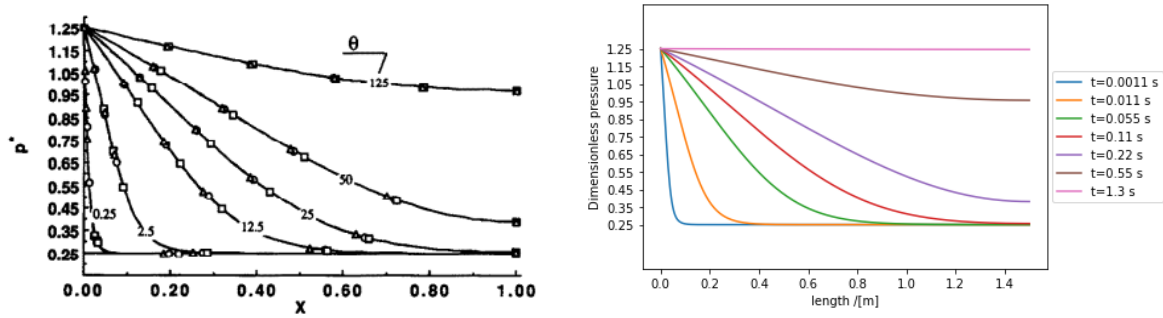 1.25
1.15
1.05
0.95
0.85
0.75
0.65
0.55
0.45
0.35
0.25
P*
θ
125
50
25
12.5
2.5
0.25
0.00 0.20 0.40 0.60 0.80 1.00
X
1.25
1.15
1.05
0.95
0.85
0.75
0.65
0.55
0.45
0.35
0.25
Dimensionless pressure
0.0 0.2 0.4 0.6 0.8 1.0 1.2 1.4
length /[m]
t=0.0011 s
t=0.011 s
t=0.055 s
t=0.11 s
t=0.22 s
t=0.55 s
t=1.3 s